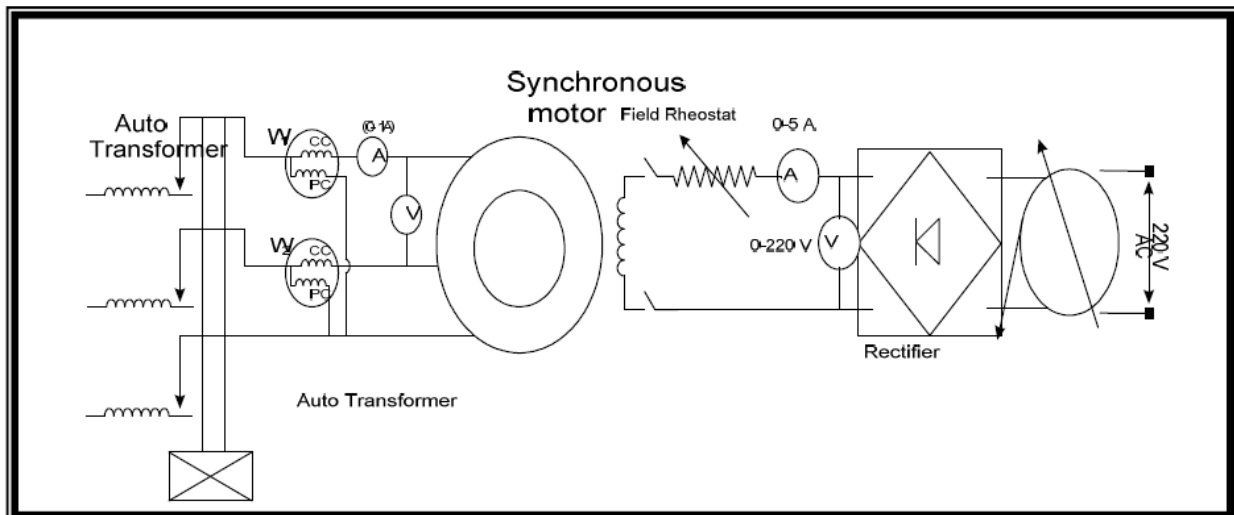 Synchronous
motor
Field Rheostat
0-5 A
Auto
Transformer
W1
CC
PC
(0-1A)
A
V
W2
CC
PC
A
0-220 V
V
220 V
AC
Rectifier
Auto Transformer